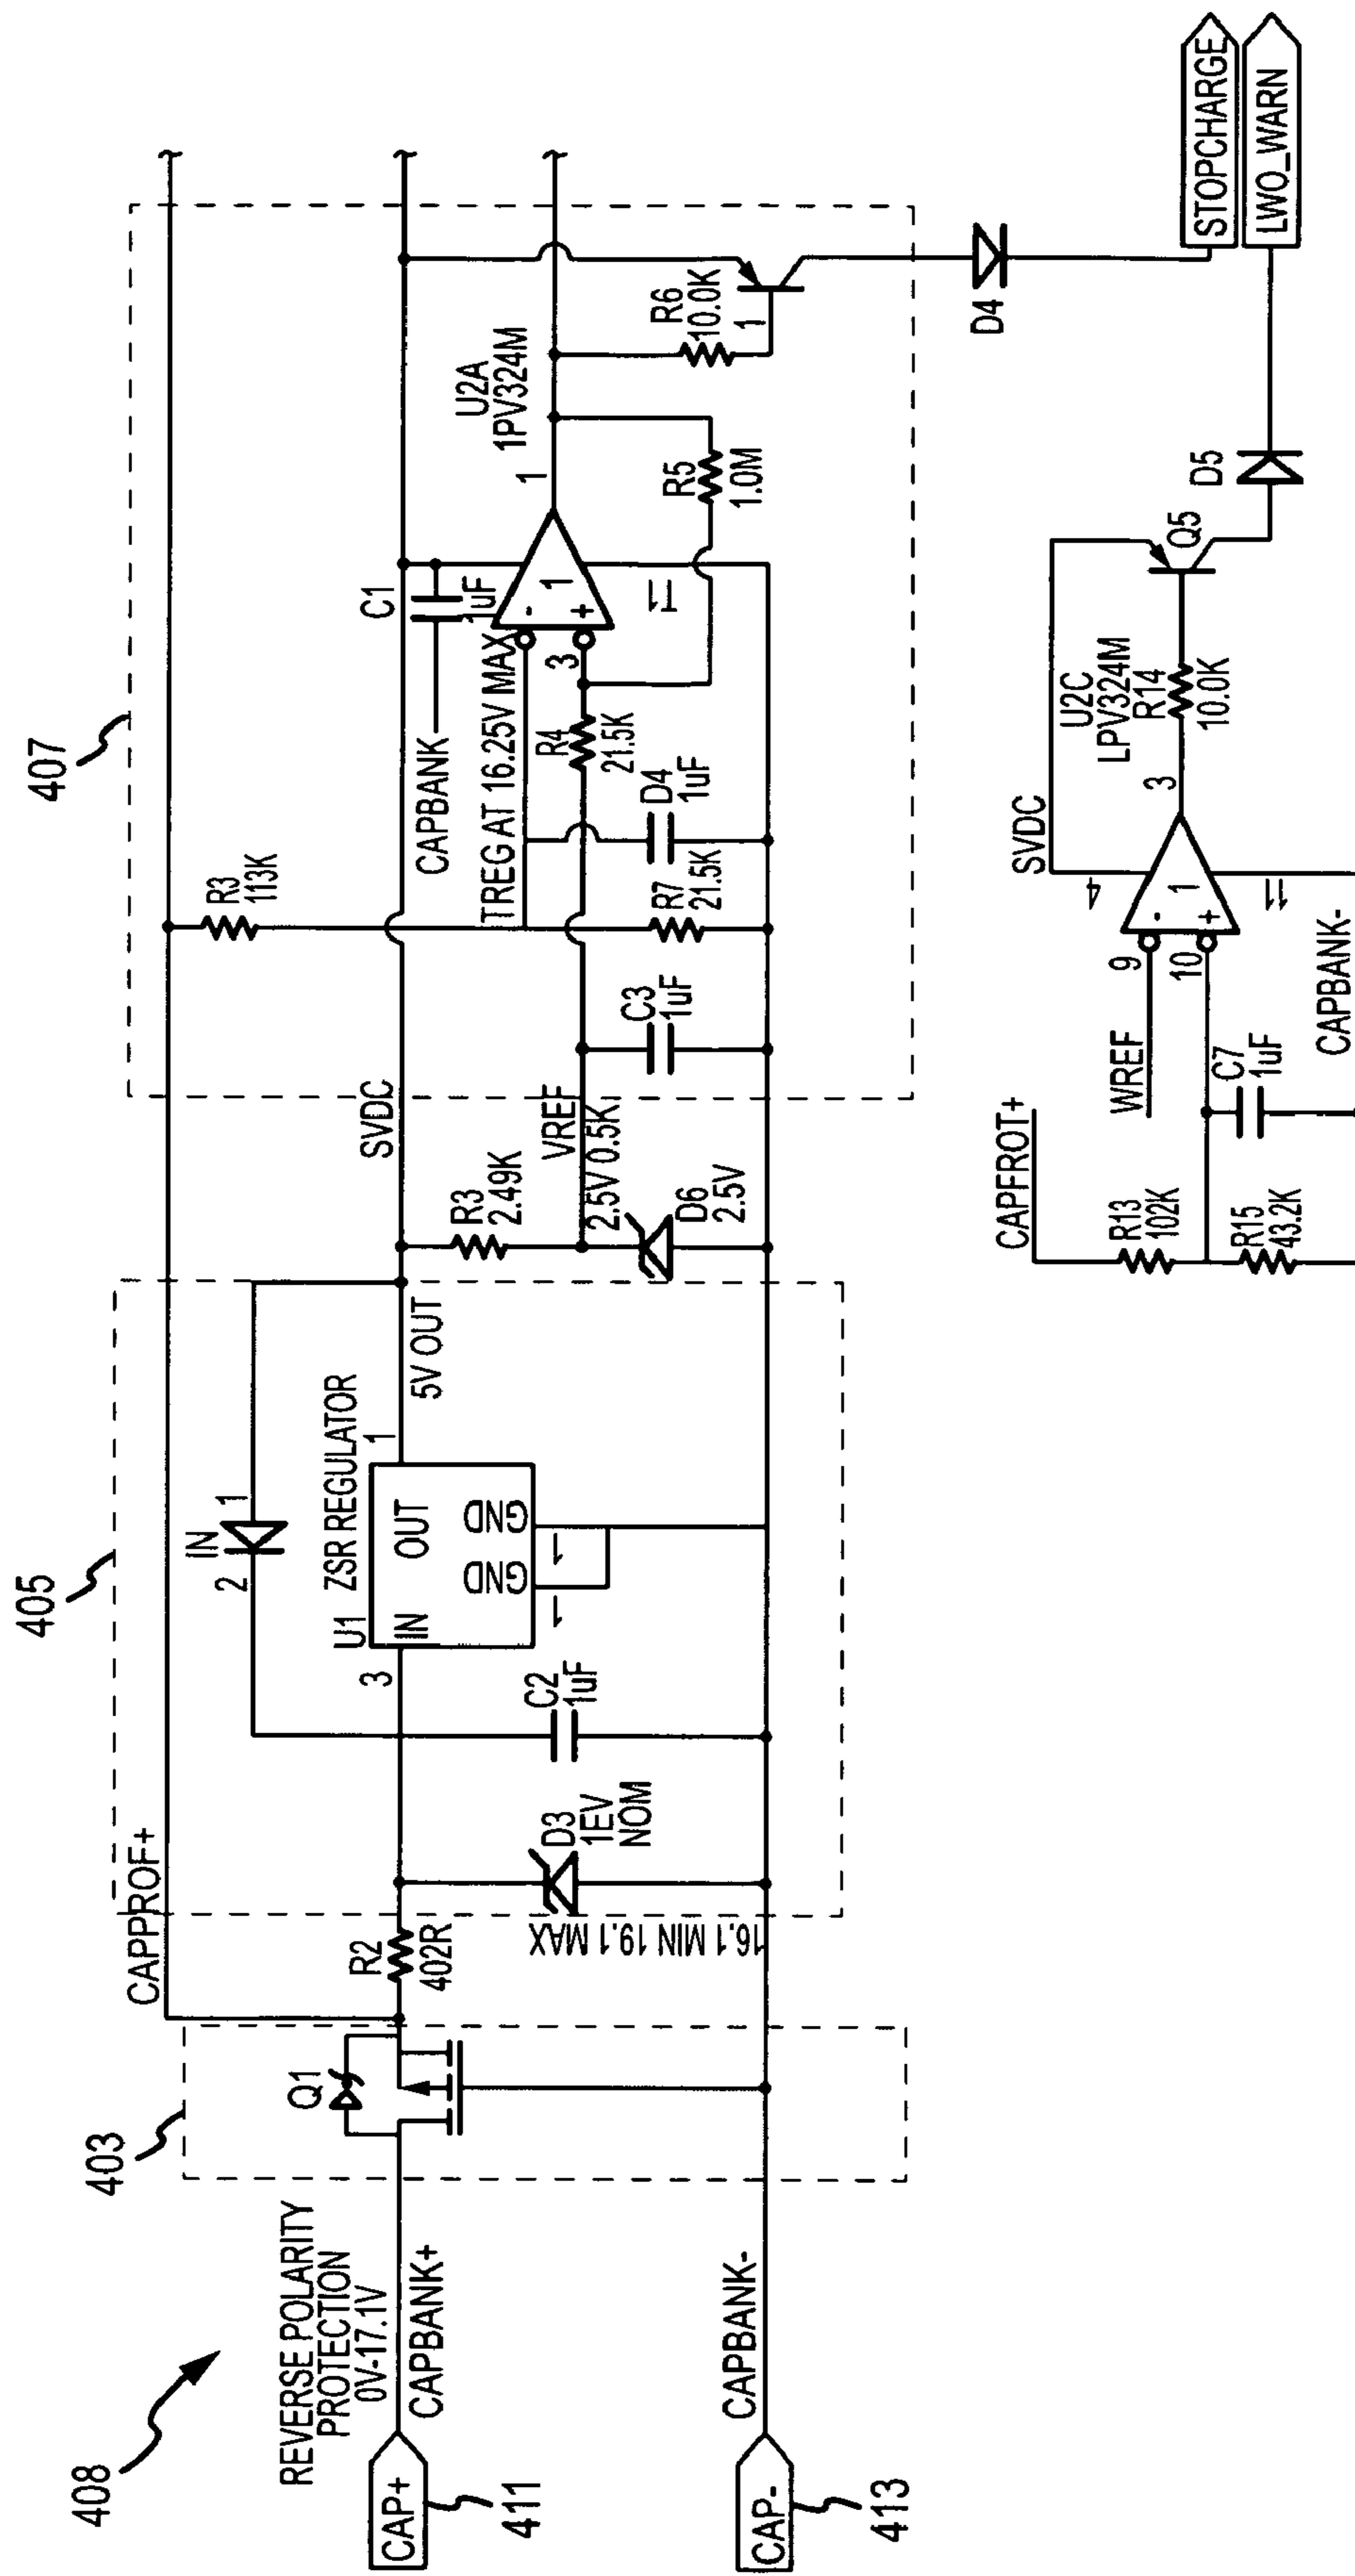 408
REVERSE POLARITY
PROTECTION
0V-17.1V
CAP+
411
CAPBANK+
CAP-
413
CAPBANK-
403
Q1
CAPPROF+
R2
402R
16.1 MIN 19.1 MAX
405
D3
1EV
NOM
C2
1uF
IN
2
1
U1
ZSR REGULATOR
3
IN
OUT
GND
GND
1
1
1
5V OUT
SVDC
R3
2.49K
VREF
2.5V 0.5K
D6
2.5V
407
R3
113K
C3
1uF
R7
21.5K
D4
1uF
TREG AT 16.25V MAX
CAPBANK
C1
1uF
R4
21.5K
3
-
+
1
T1
U2A
1PV324M
1
R5
1.0M
R6
10.0K
1
D4
STOPCHARGE
LWO_WARN
CAPFROT+
R13
102K
R15
43.2K
WREF
C7
1uF
9
10
-
+
1
4
11
SVDC
CAPBANK-
U2C
LPV324M
3
R14
10.0K
Q5
D5